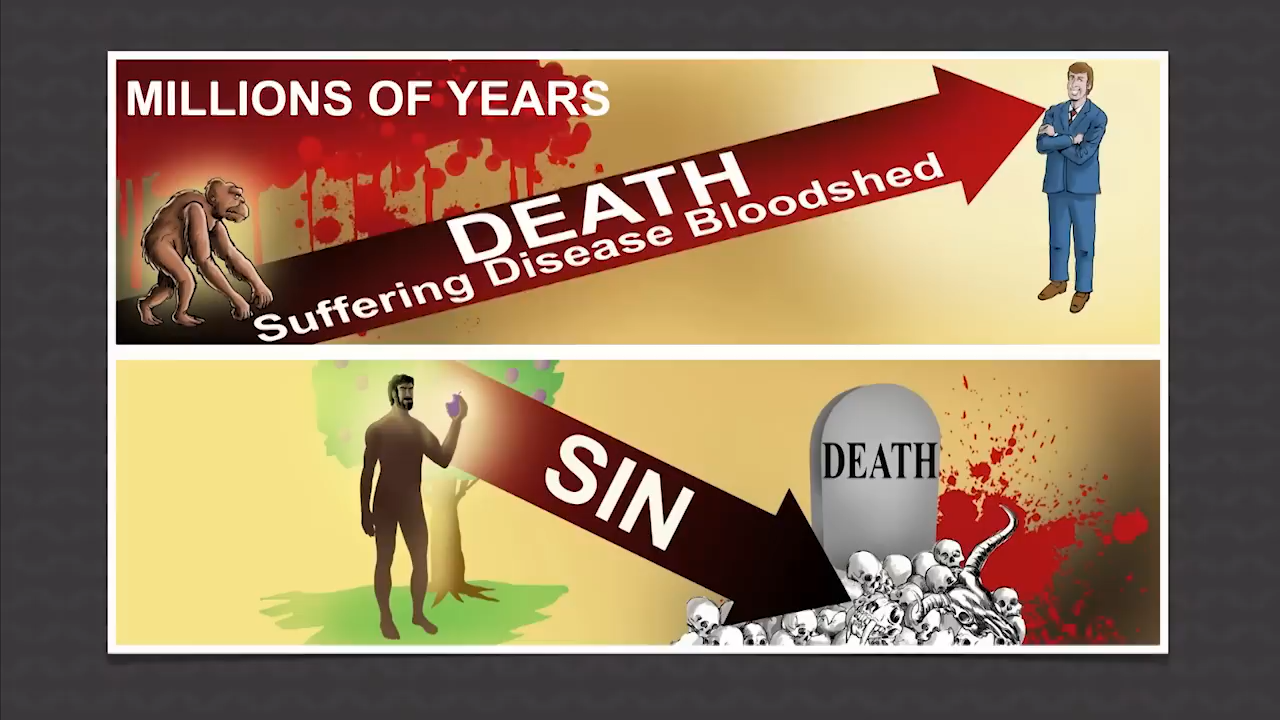 MILLIONS OF YEARS
DEATH
Suffering Disease Bloodshed
SIN
DEATH